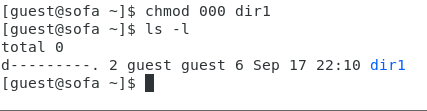 [guest@sofa ~]$ chmod 000 dir1
[guest@sofa ~]$ ls -l
total 0
d---------. 2 guest guest 6 Sep 17 22:10 dir1
[guest@sofa ~]$